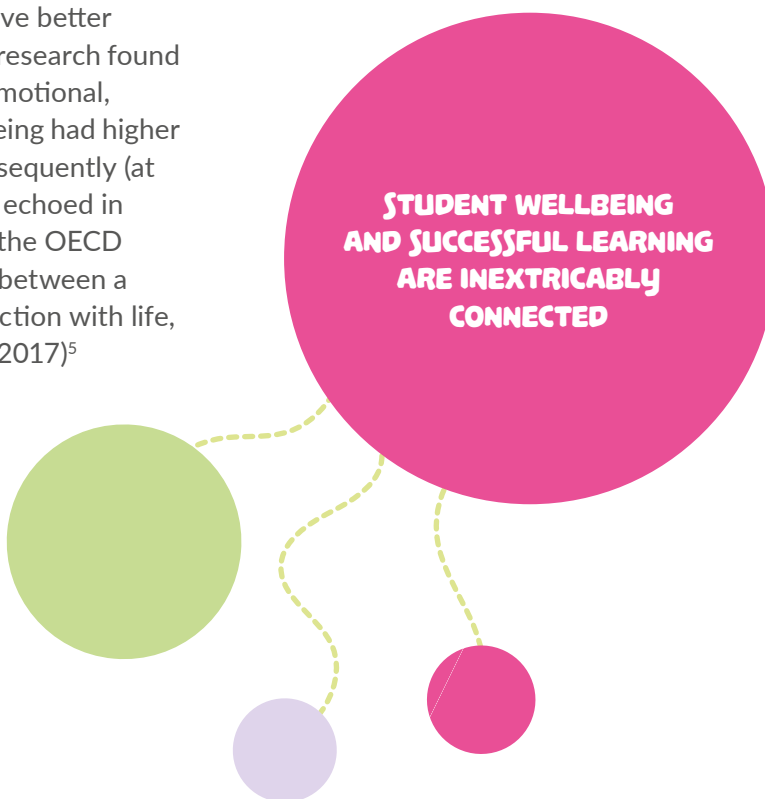 ve better
research found
motional,
eing had higher
sequently (at
echoed in
the OECD
between a
ction with life,
2017)⁵
STUDENT WELLBEING
AND SUCCESSFUL LEARNING
ARE INEXTRICABLY
CONNECTED